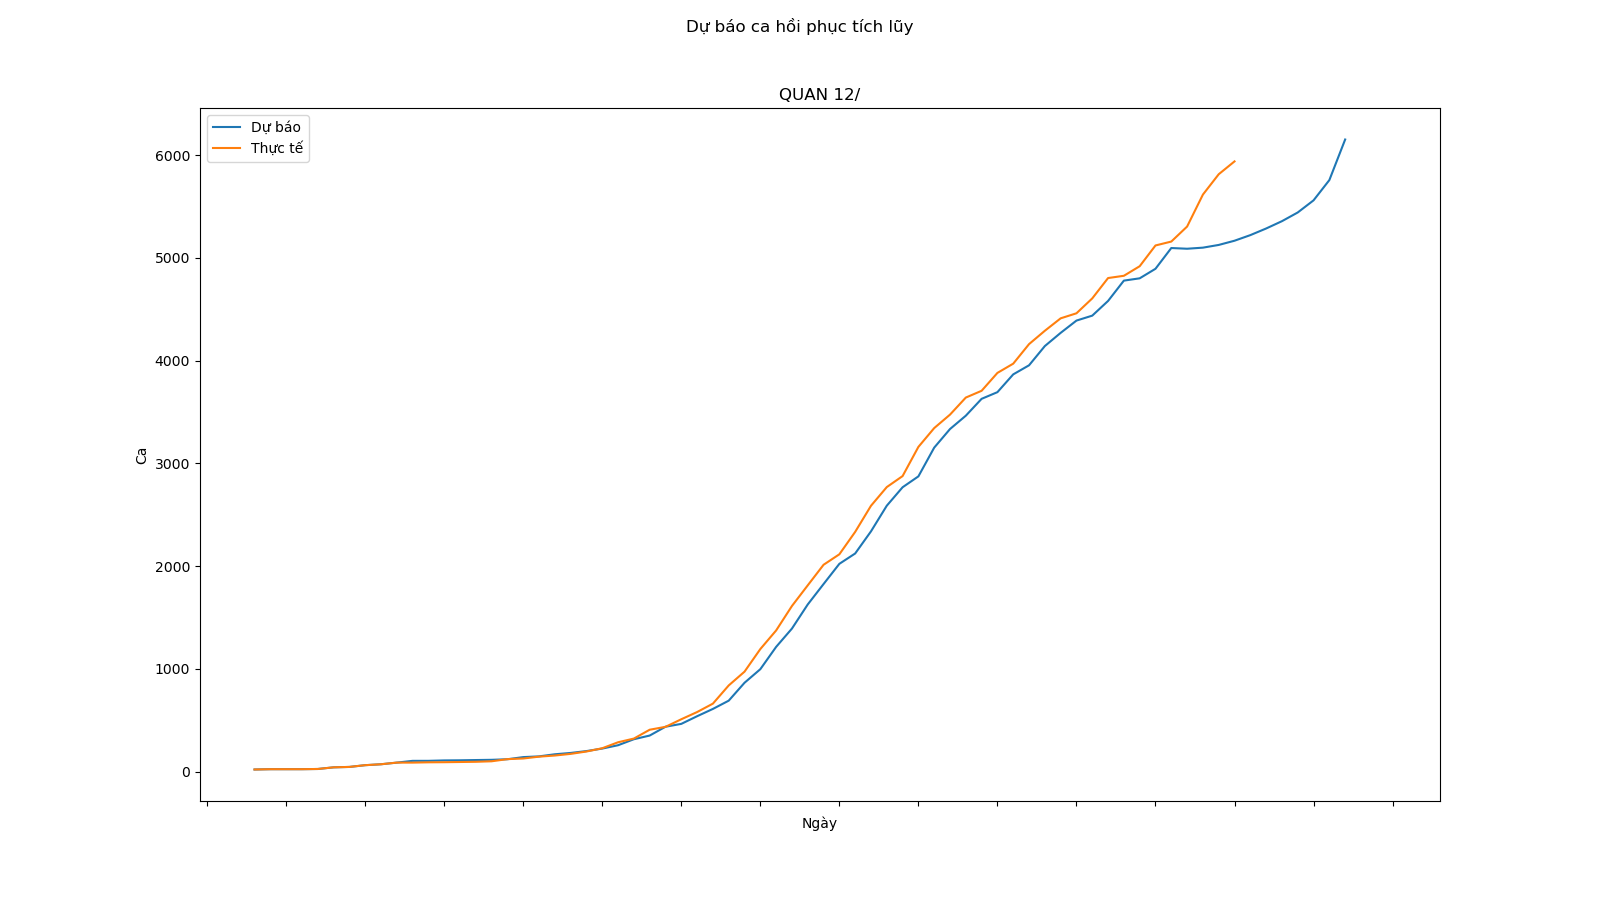 Dự báo ca hồi phục tích lũy
QUAN 12/
Dự báo
Thực tế
6000
5000
4000
3000
2000
1000
0
Ca
Ngày